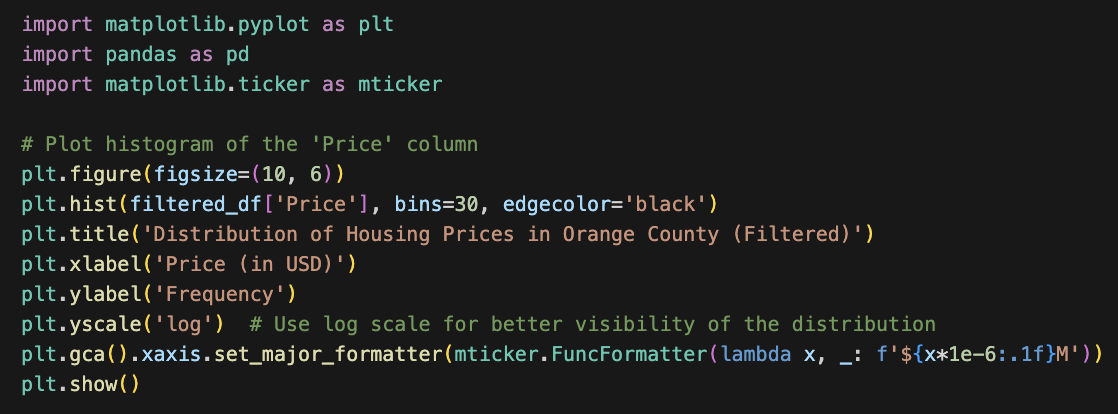 import matplotlib.pyplot as plt
import pandas as pd
import matplotlib.ticker as mticker
# Plot histogram of the 'Price' column
plt.figure(figsize=(10, 6))
plt.hist(filtered_df['Price'], bins=30, edgecolor='black')
plt.title('Distribution of Housing Prices in Orange County (Filtered)')
plt.xlabel('Price (in USD)')
plt.ylabel('Frequency')
plt.yscale('log')  # Use log scale for better visibility of the distribution
plt.gca().xaxis.set_major_formatter(mticker.FuncFormatter(lambda x, _: f'${x*1e-6:.1f}M'))
plt.show()